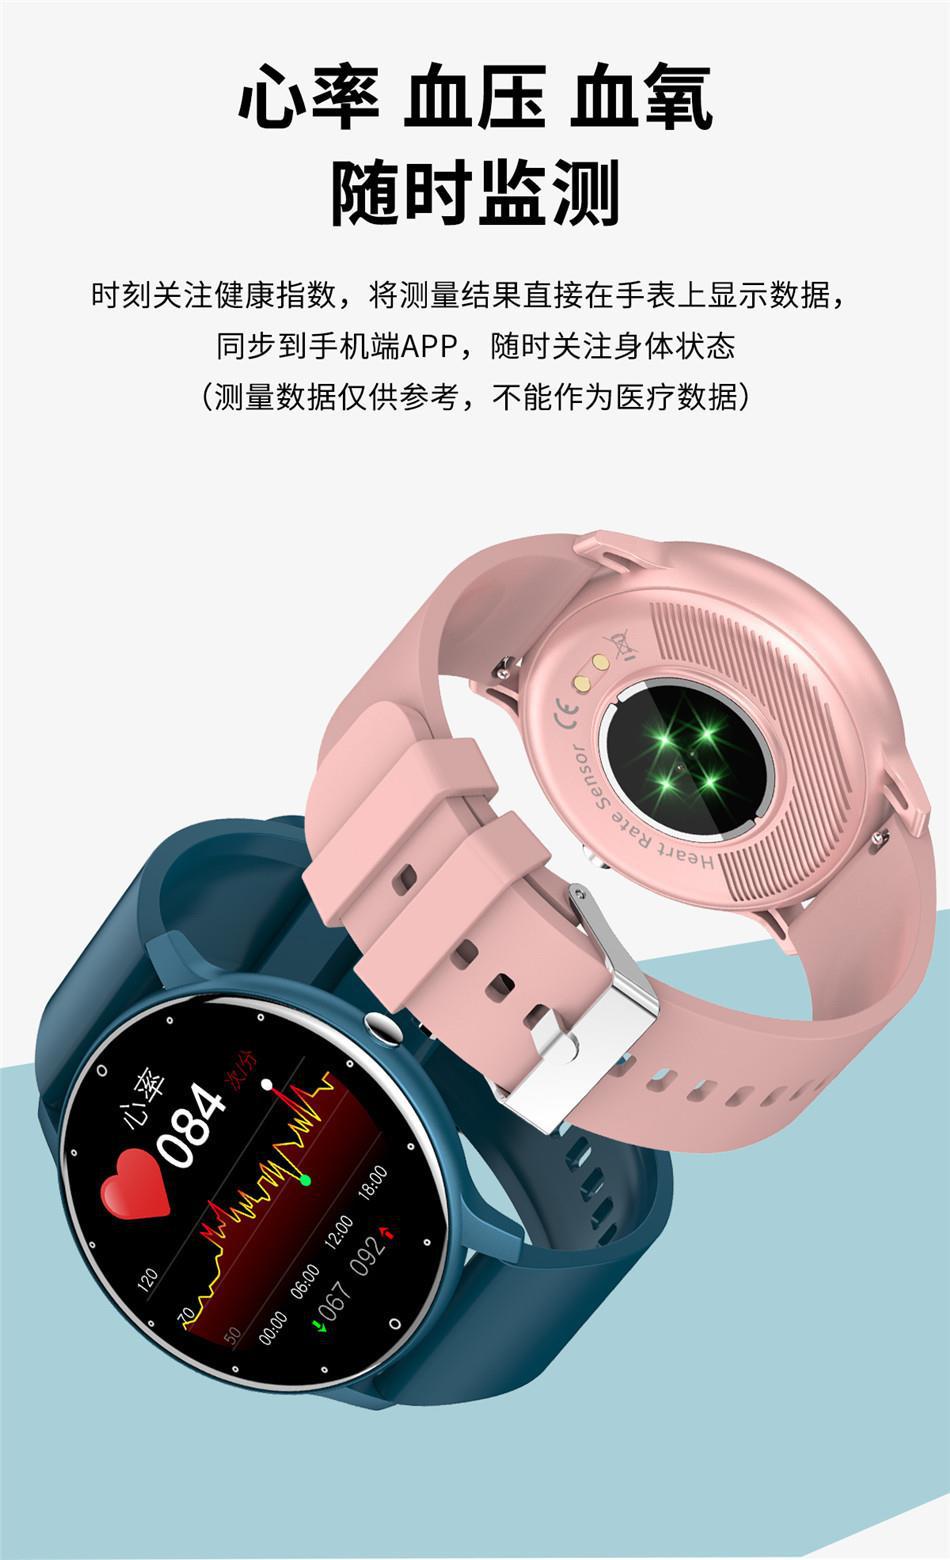 心率 血压 血氧
随时监测
时刻关注健康指数，将测量结果直接在手表上显示数据，
同步到手机端APP，随时关注身体状态
（测量数据仅供参考，不能作为医疗数据）
CE
Heart Rate Sensor
心率
084 次/分
120
70
50
00:00 06:00 12:00 18:00
067 092